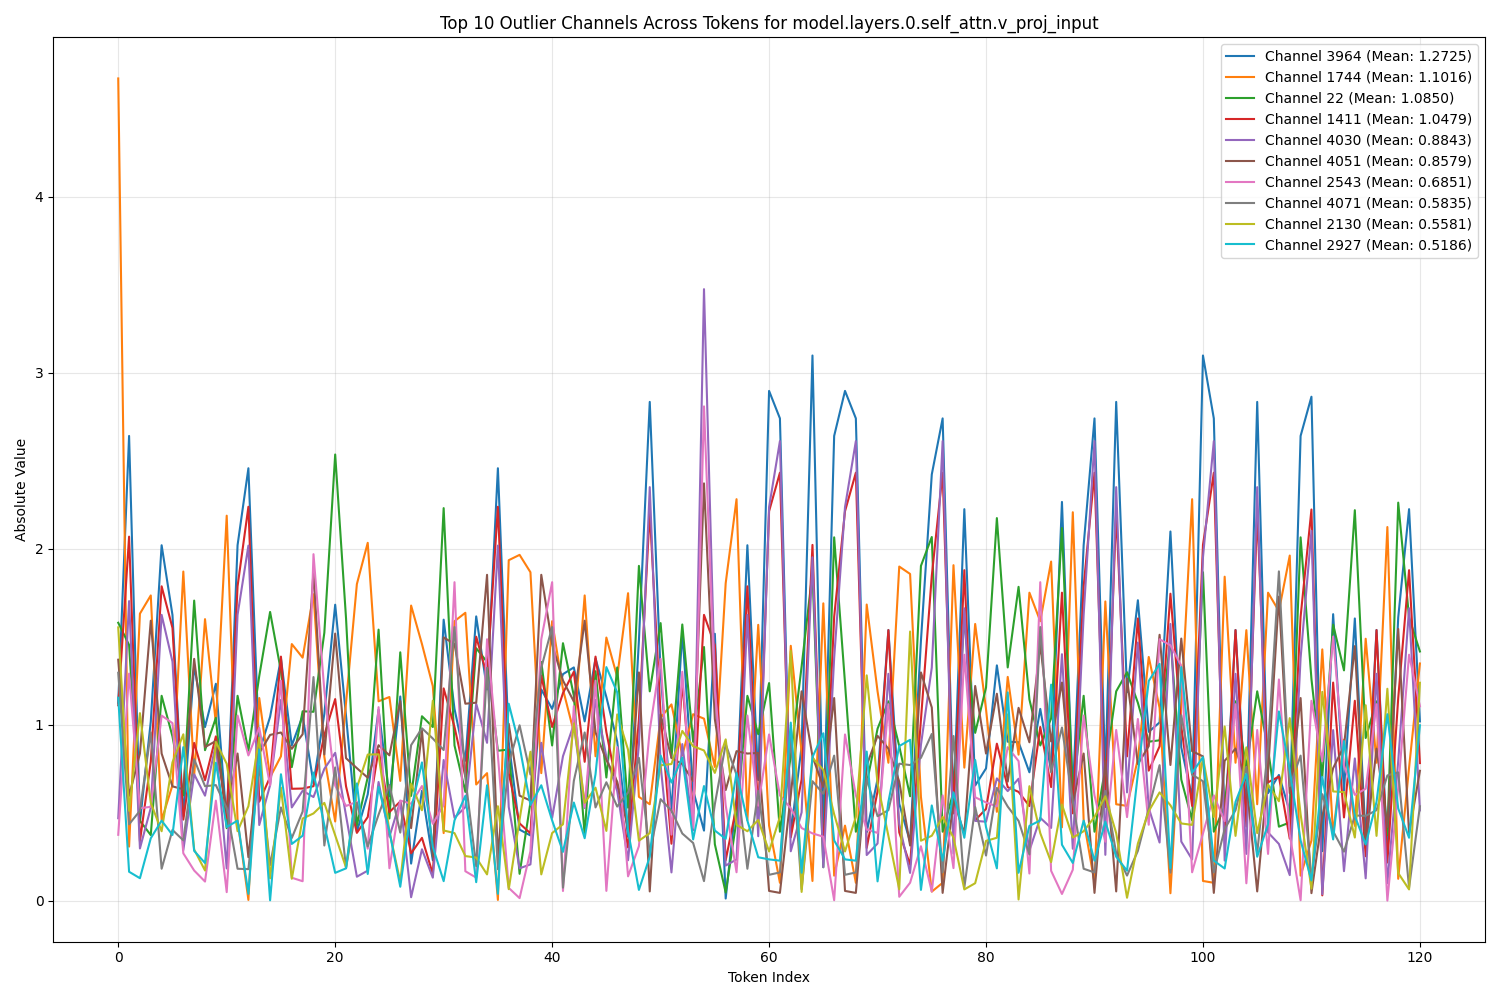 Top 10 Outlier Channels Across Tokens for model.layers.0.self_attn.v_proj_input
Channel 3964 (Mean: 1.2725)
Channel 1744 (Mean: 1.1016)
Channel 22 (Mean: 1.0850)
Channel 1411 (Mean: 1.0479)
Channel 4030 (Mean: 0.8843)
Channel 4051 (Mean: 0.8579)
Channel 2543 (Mean: 0.6851)
Channel 4071 (Mean: 0.5835)
Channel 2130 (Mean: 0.5581)
Channel 2927 (Mean: 0.5186)
Absolute Value
4
3
2
1
0
0 20 40 60 80 100 120
Token Index